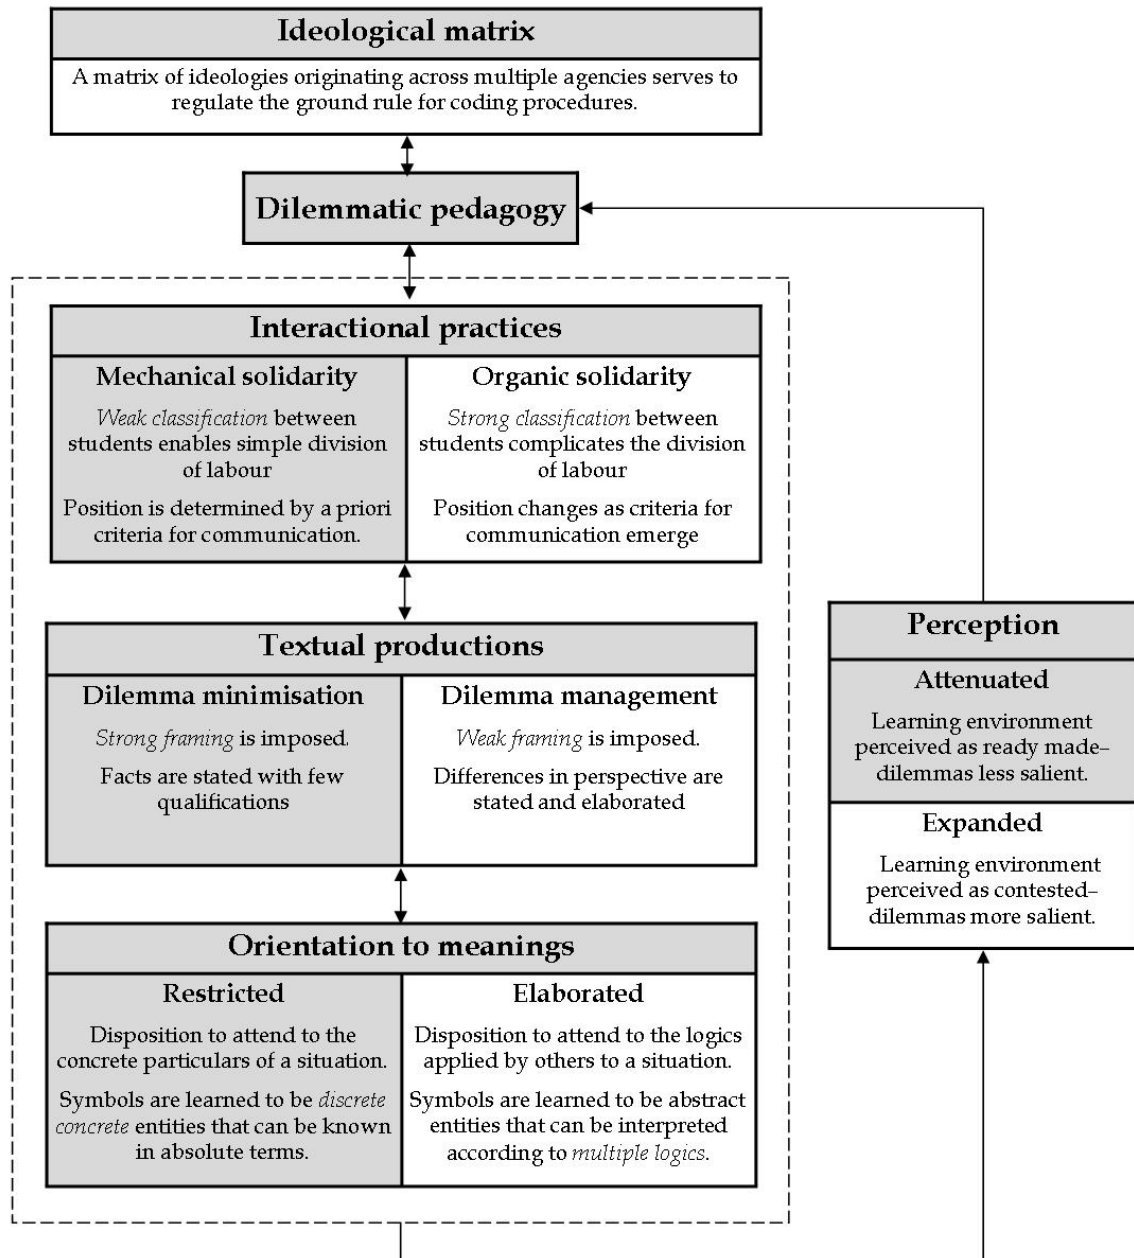 Ideological matrix
A matrix of ideologies originating across multiple agencies serves to
regulate the ground rule for coding procedures.
Dilemmatic pedagogy
Interactional practices
Mechanical solidarity
Weak classification between
students enables simple division
of labour
Position is determined by a priori
criteria for communication.
Organic solidarity
Strong classification between
students complicates the division
of labour
Position changes as criteria for
communication emerge
Textual productions
Dilemma minimisation
Strong framing is imposed.
Facts are stated with few
qualifications
Dilemma management
Weak framing is imposed.
Differences in perspective are
stated and elaborated
Orientation to meanings
Restricted
Disposition to attend to the
concrete particulars of a situation.
Symbols are learned to be discrete
concrete entities that can be known
in absolute terms.
Elaborated
Disposition to attend to the logics
applied by others to a situation.
Symbols are learned to be abstract
entities that can be interpreted
according to multiple logics.
Perception
Attenuated
Learning environment
perceived as ready made–
dilemmas less salient.
Expanded
Learning environment
perceived as contested–
dilemmas more salient.